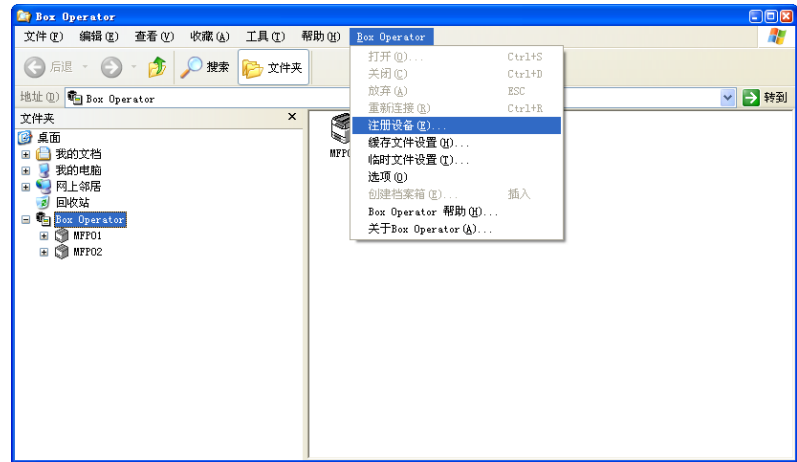 Box Operator
文件(F) 编辑(E) 查看(V) 收藏(A) 工具(T) 帮助(H) Box Operator
后退 搜索 文件夹
地址(D) Box Operator 转到
文件夹 ×
桌面
我的文档
我的电脑
网上邻居
回收站
Box Operator
MFP01
MFP02
打开(O)... Ctrl+S
关闭(C) Ctrl+D
放弃(A) ESC
重新连接(R) Ctrl+R
注册设备(E)...
缓存文件设置(H)...
临时文件设置(T)...
选项(O)
创建档案箱(E)... 插入
Box Operator 帮助(H)...
关于Box Operator(A)...